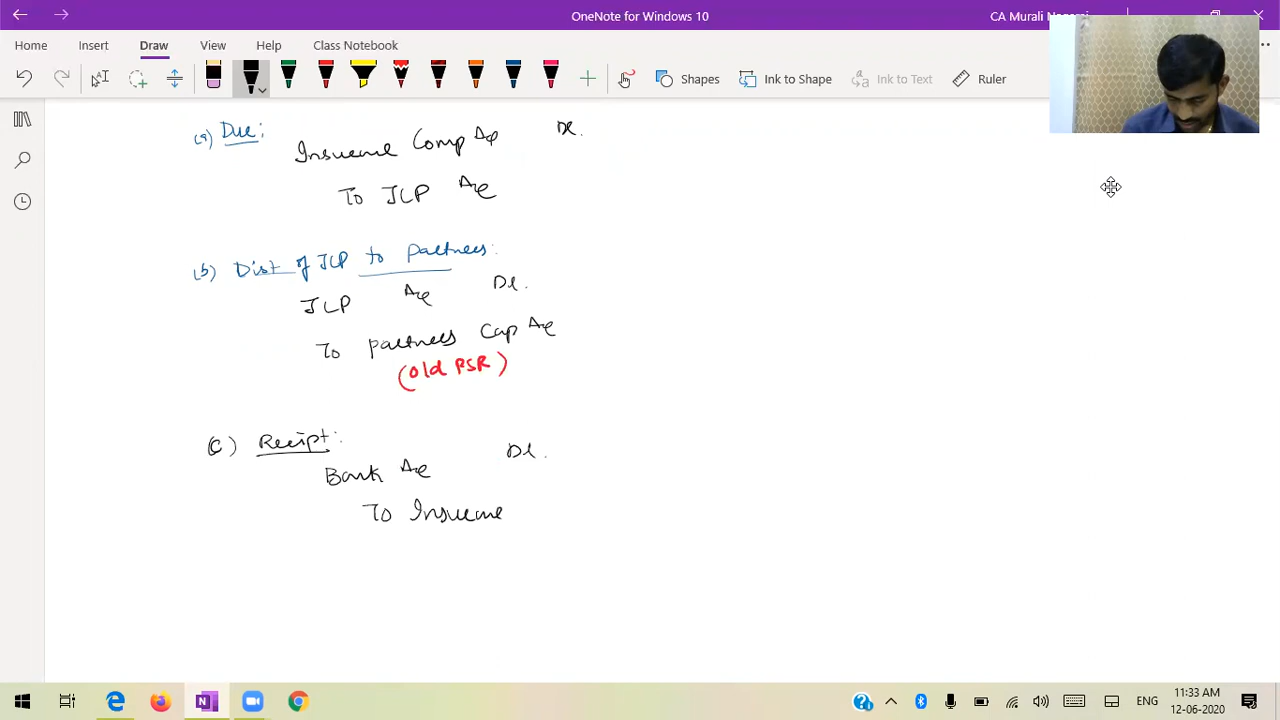 OneNote for Windows 10
CA Murali Nagar
Home Insert Draw View Help Class Notebook
Shapes Ink to Shape Ink to Text Ruler
(a) Due:
Insurance Comp A/c Dr.
To JLP A/c
(b) Dist of JLP to Partners:
JLP A/c Dr.
To Partners Cap A/c
(Old PSR)
(C) Recipt:
Bank A/c Dr.
To Insurance
ENG
11:33 AM
12-06-2020